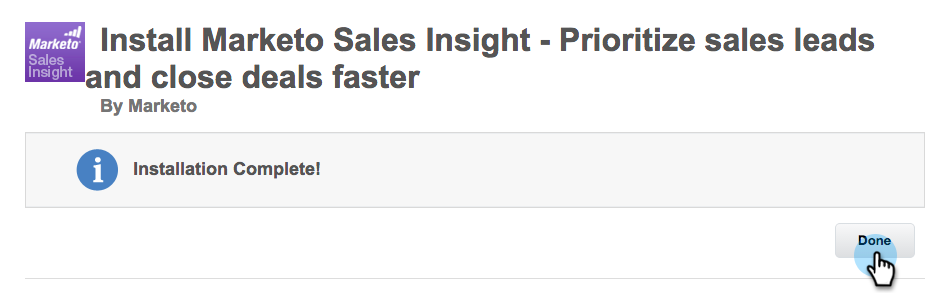 Marketo
Sales
Insight
Install Marketo Sales Insight - Prioritize sales leads
and close deals faster
By Marketo
i
Installation Complete!
Done